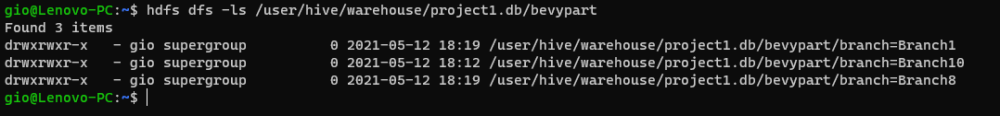 gio@Lenovo-PC:~$ hdfs dfs -ls /user/hive/warehouse/project1.db/bevypart
Found 3 items
drwxrwxr-x   - gio supergroup          0 2021-05-12 18:19 /user/hive/warehouse/project1.db/bevypart/branch=Branch1
drwxrwxr-x   - gio supergroup          0 2021-05-12 18:12 /user/hive/warehouse/project1.db/bevypart/branch=Branch10
drwxrwxr-x   - gio supergroup          0 2021-05-12 18:19 /user/hive/warehouse/project1.db/bevypart/branch=Branch8
gio@Lenovo-PC:~$